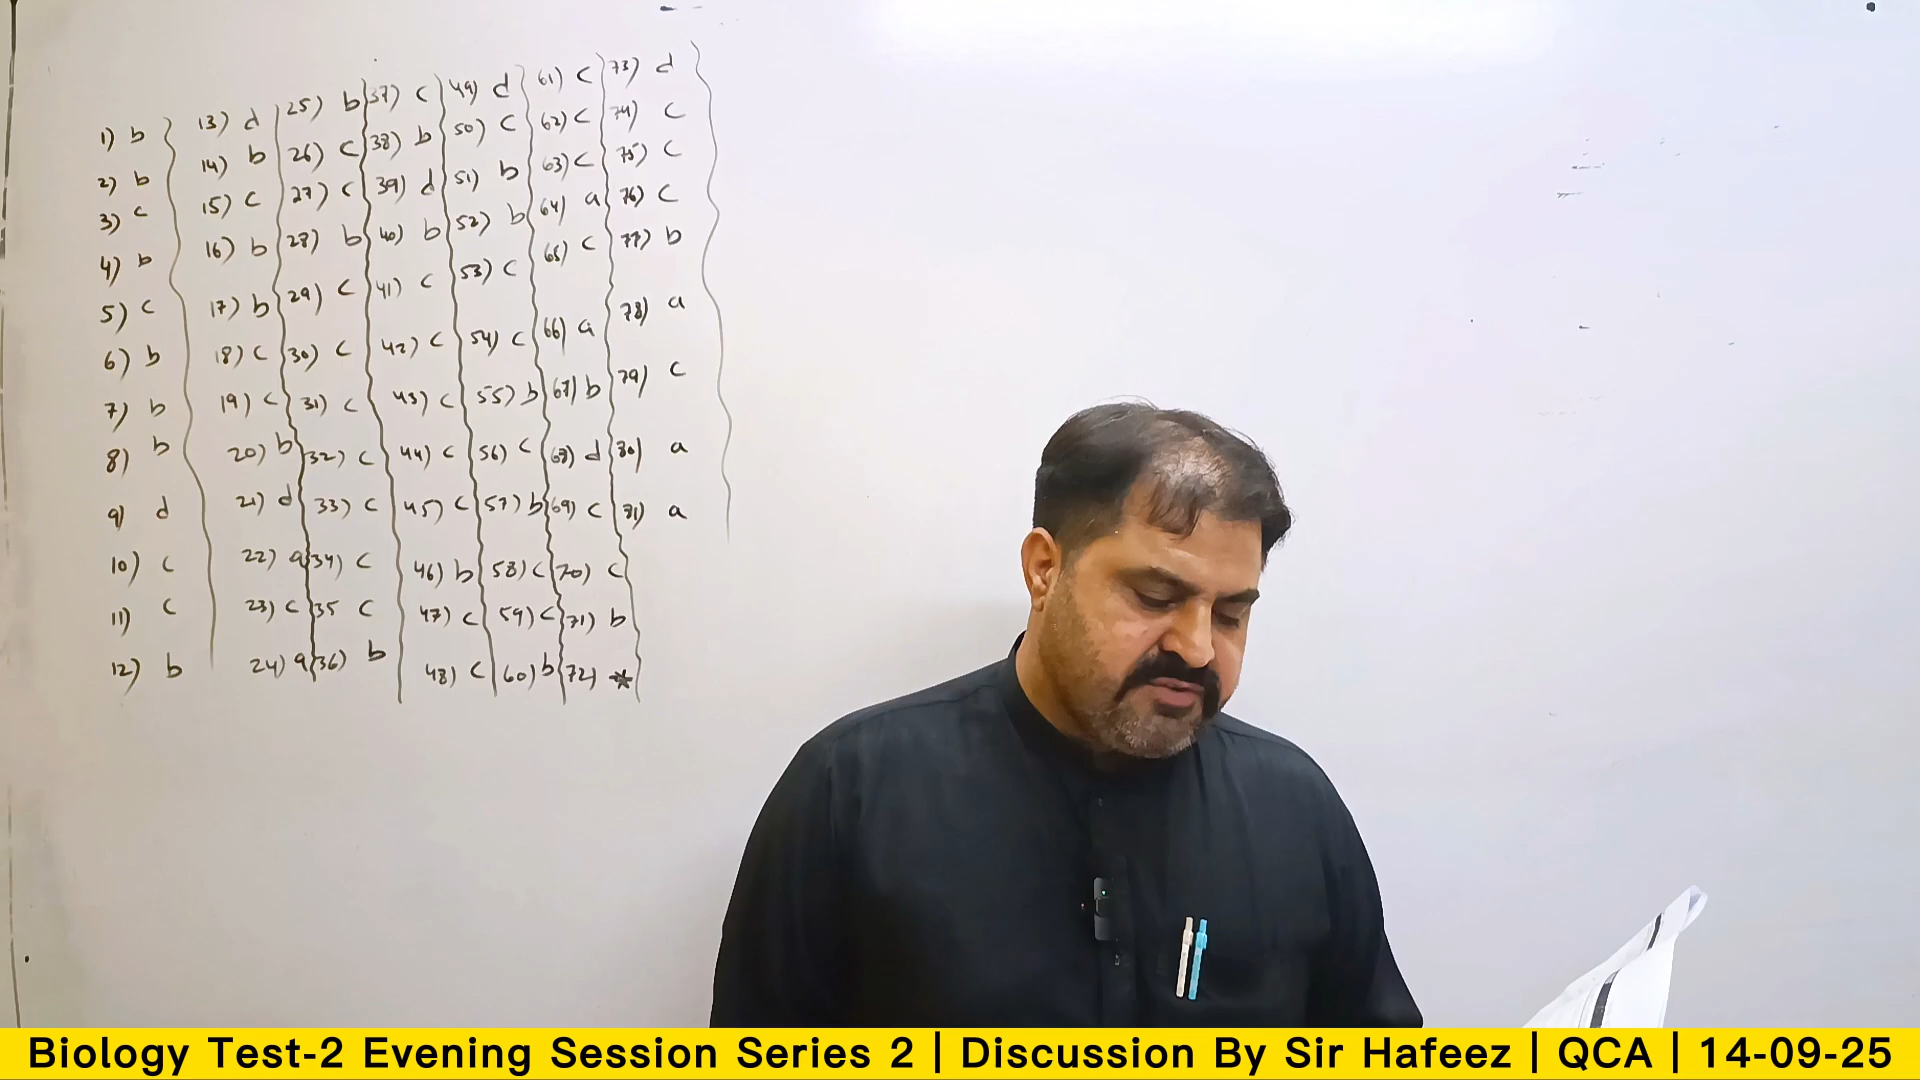 1) b
2) b
3) c
4) b
5) c
6) b
7) b
8) b
9) d
10) c
11) c
12) b
13) d
14) b
15) c
16) b
17) b
18) c
19) c
20) b
21) d
22) a
23) c
24) a
25) b
26) c
27) c
28) b
29) c
30) c
31) c
32) c
33) c
34) c
35 c
36) b
37) c
38) b
39) d
40) b
41) c
42) c
43) c
44) c
45) c
46) b
47) c
48) c
49) d
50) c
51) b
52) b
53) c
54) c
55) b
56) c
57) b
58) c
59) c
60) b
61) c
62) c
63) c
64) a
65) c
66) a
67) b
68) d
69) c
70) c
71) b
72) *
73) d
74) c
75) c
76) c
77) b
78) a
79) c
80) a
81) a
Biology Test-2 Evening Session Series 2 | Discussion By Sir Hafeez | QCA | 14-09-25